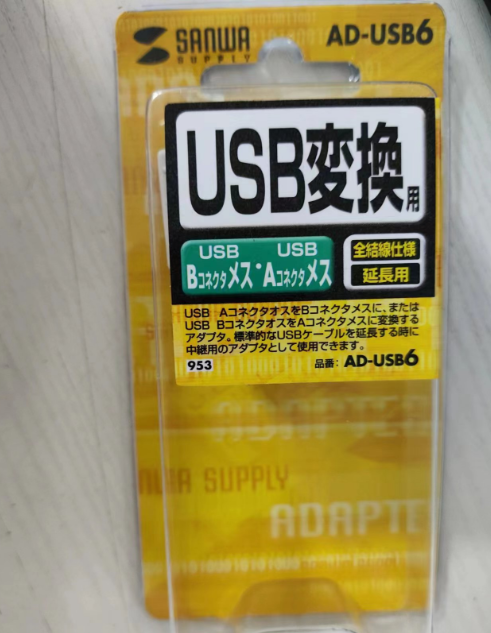 SANWA
SUPPLY
AD-USB6
USB変換用
USB USB
Bコネクタメス・Aコネクタメス
全結線仕様
延長用
USB AコネクタオスをBコネクタメスに、または
USB BコネクタオスをAコネクタメスに変換する
アダプタ。標準的なUSBケーブルを延長する時に
中継用のアダプタとして使用できます。
953
品番: AD-USB6
ADAPTER
SUPPLY
ADAPTE